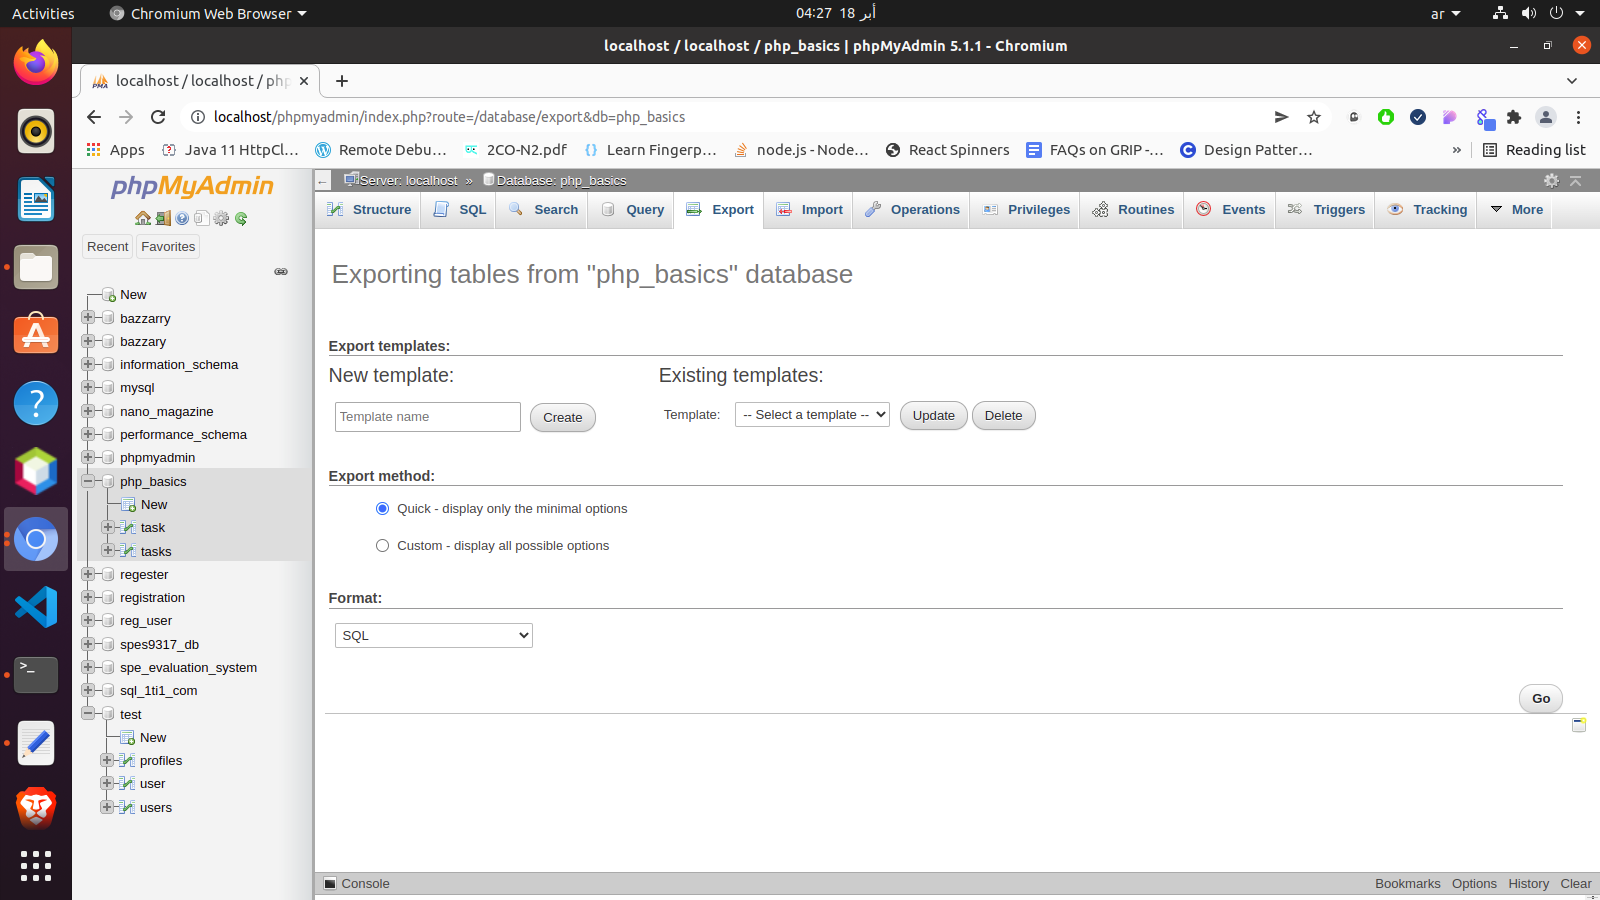 Activities
Chromium Web Browser
04:27 18 أبر
ar
localhost / localhost / php_basics | phpMyAdmin 5.1.1 - Chromium
localhost / localhost / php
localhost/phpmyadmin/index.php?route=/database/export&db=php_basics
Apps
Java 11 HttpCl…
Remote Debu…
2CO-N2.pdf
Learn Fingerp…
node.js - Node…
React Spinners
FAQs on GRIP -…
Design Patter…
»
Reading list
phpMyAdmin
Recent
Favorites
New
bazzarry
bazzary
information_schema
mysql
nano_magazine
performance_schema
phpmyadmin
php_basics
New
task
tasks
regester
registration
reg_user
spes9317_db
spe_evaluation_system
sql_1ti1_com
test
New
profiles
user
users
Server: localhost » Database: php_basics
Structure
SQL
Search
Query
Export
Import
Operations
Privileges
Routines
Events
Triggers
Tracking
More
Exporting tables from "php_basics" database
Export templates:
New template:
Template name
Create
Existing templates:
Template:
-- Select a template --
Update
Delete
Export method:
Quick - display only the minimal options
Custom - display all possible options
Format:
SQL
Go
Console
Bookmarks
Options
History
Clear